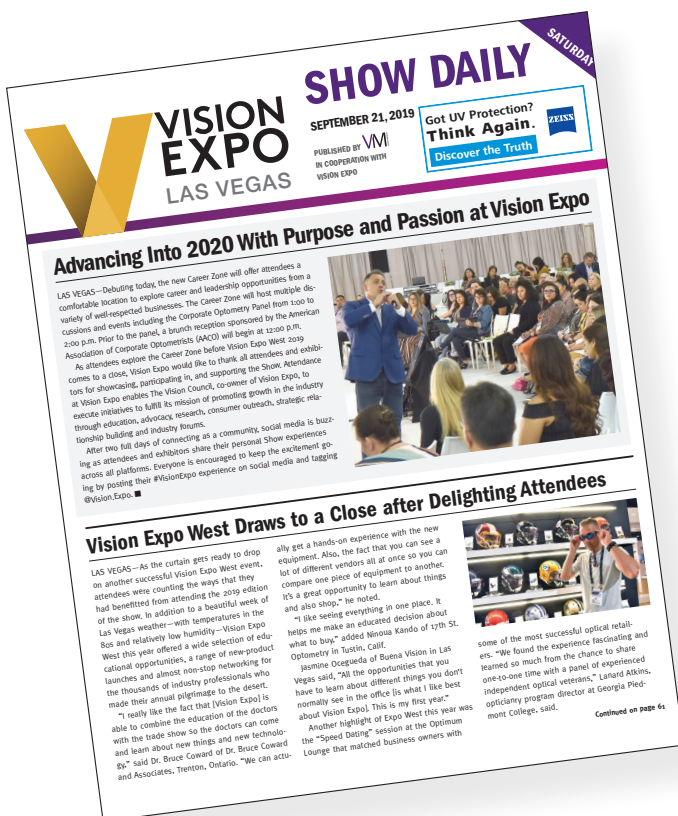 SATURDAY
SHOW DAILY
VISION
EXPO
LAS VEGAS
SEPTEMBER 21, 2019
PUBLISHED BY VM
IN COOPERATION WITH
VISION EXPO
Got UV Protection?
Think Again.
Discover the Truth
ZEISS
Advancing Into 2020 With Purpose and Passion at Vision Expo
LAS VEGAS—Debuting today, the new Career Zone will offer attendees a
comfortable location to explore career and leadership opportunities from a
variety of well-respected businesses. The Career Zone will host multiple dis-
cussions and events including the Corporate Optometry Panel from 1:00 to
2:00 p.m. Prior to the panel, a brunch reception sponsored by the American
Association of Corporate Optometrists (AACO) will begin at 12:00 p.m.
As attendees explore the Career Zone before Vision Expo West 2019
comes to a close, Vision Expo would like to thank all attendees and exhibi-
tors for showcasing, participating in, and supporting the Show. Attendance
at Vision Expo enables The Vision Council, co-owner of Vision Expo, to
execute initiatives to fulfill its mission of promoting growth in the industry
through education, advocacy, research, consumer outreach, strategic rela-
tionship building and industry forums.
After two full days of connecting as a community, social media is buzz-
ing as attendees and exhibitors share their personal Show experiences
across all platforms. Everyone is encouraged to keep the excitement go-
ing by posting their #VisionExpo experience on social media and tagging
@Vision.Expo. ■
Vision Expo West Draws to a Close after Delighting Attendees
LAS VEGAS—As the curtain gets ready to drop
on another successful Vision Expo West event,
attendees were counting the ways that they
had benefitted from attending the 2019 edition
of the show. In addition to a beautiful week of
Las Vegas weather—with temperatures in the
80s and relatively low humidity—Vision Expo
West this year offered a wide selection of edu-
cational opportunities, a range of new-product
launches and almost non-stop networking for
the thousands of industry professionals who
made their annual pilgrimage to the desert.
"I really like the fact that [Vision Expo] is
able to combine the education of the doctors
with the trade show so the doctors can come
and learn about new things and new technolo-
gy," said Dr. Bruce Coward of Dr. Bruce Coward
and Associates, Trenton, Ontario. "We can actu-
ally get a hands-on experience with the new
equipment. Also, the fact that you can see a
lot of different vendors all at once so you can
compare one piece of equipment to another.
It's a great opportunity to learn about things
and also shop," he noted.
"I like seeing everything in one place. It
helps me make an educated decision about
what to buy," added Ninoua Kando of 17th St.
Optometry in Tustin, Calif.
Jasmine Ocegueda of Buena Vision in Las
Vegas said, "All the opportunities that you
have to learn about different things you don't
normally see in the office [is what I like best
about Vision Expo]. This is my first year."
Another highlight of Expo West this year was
the "Speed Dating" session at the Optimum
Lounge that matched business owners with
some of the most successful optical retail-
ers. "We found the experience fascinating and
learned so much from the chance to share
one-to-one time with a panel of experienced
independent optical veterans," Lanard Atkins,
opticianry program director at Georgia Pied-
mont College, said.
Continued on page 61